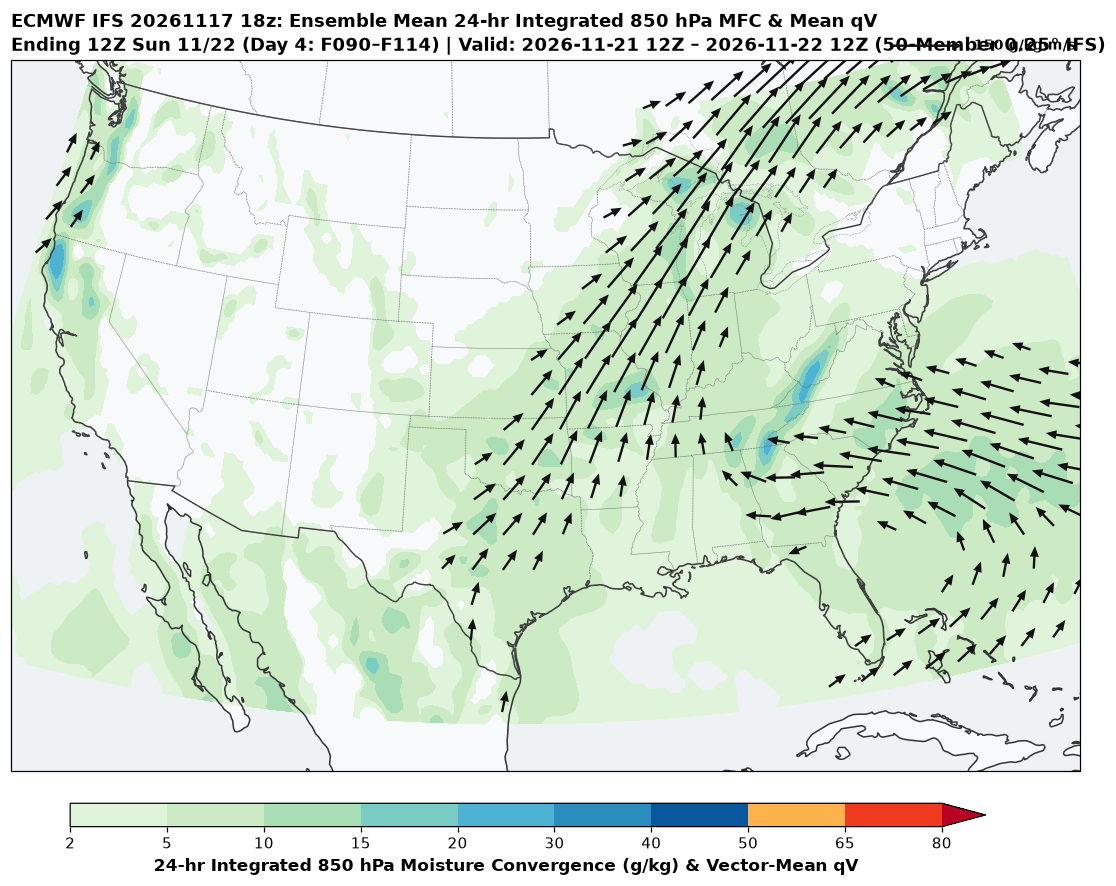 ECMWF IFS 20261117 18z: Ensemble Mean 24-hr Integrated 850 hPa MFC & Mean qV
Ending 12Z Sun 11/22 (Day 4: F090–F114) | Valid: 2026-11-21 12Z – 2026-11-22 12Z (50-Member 0.25° IFS)
150 g/kg·m/s
2 5 10 15 20 30 40 50 65 80
24-hr Integrated 850 hPa Moisture Convergence (g/kg) & Vector-Mean qV